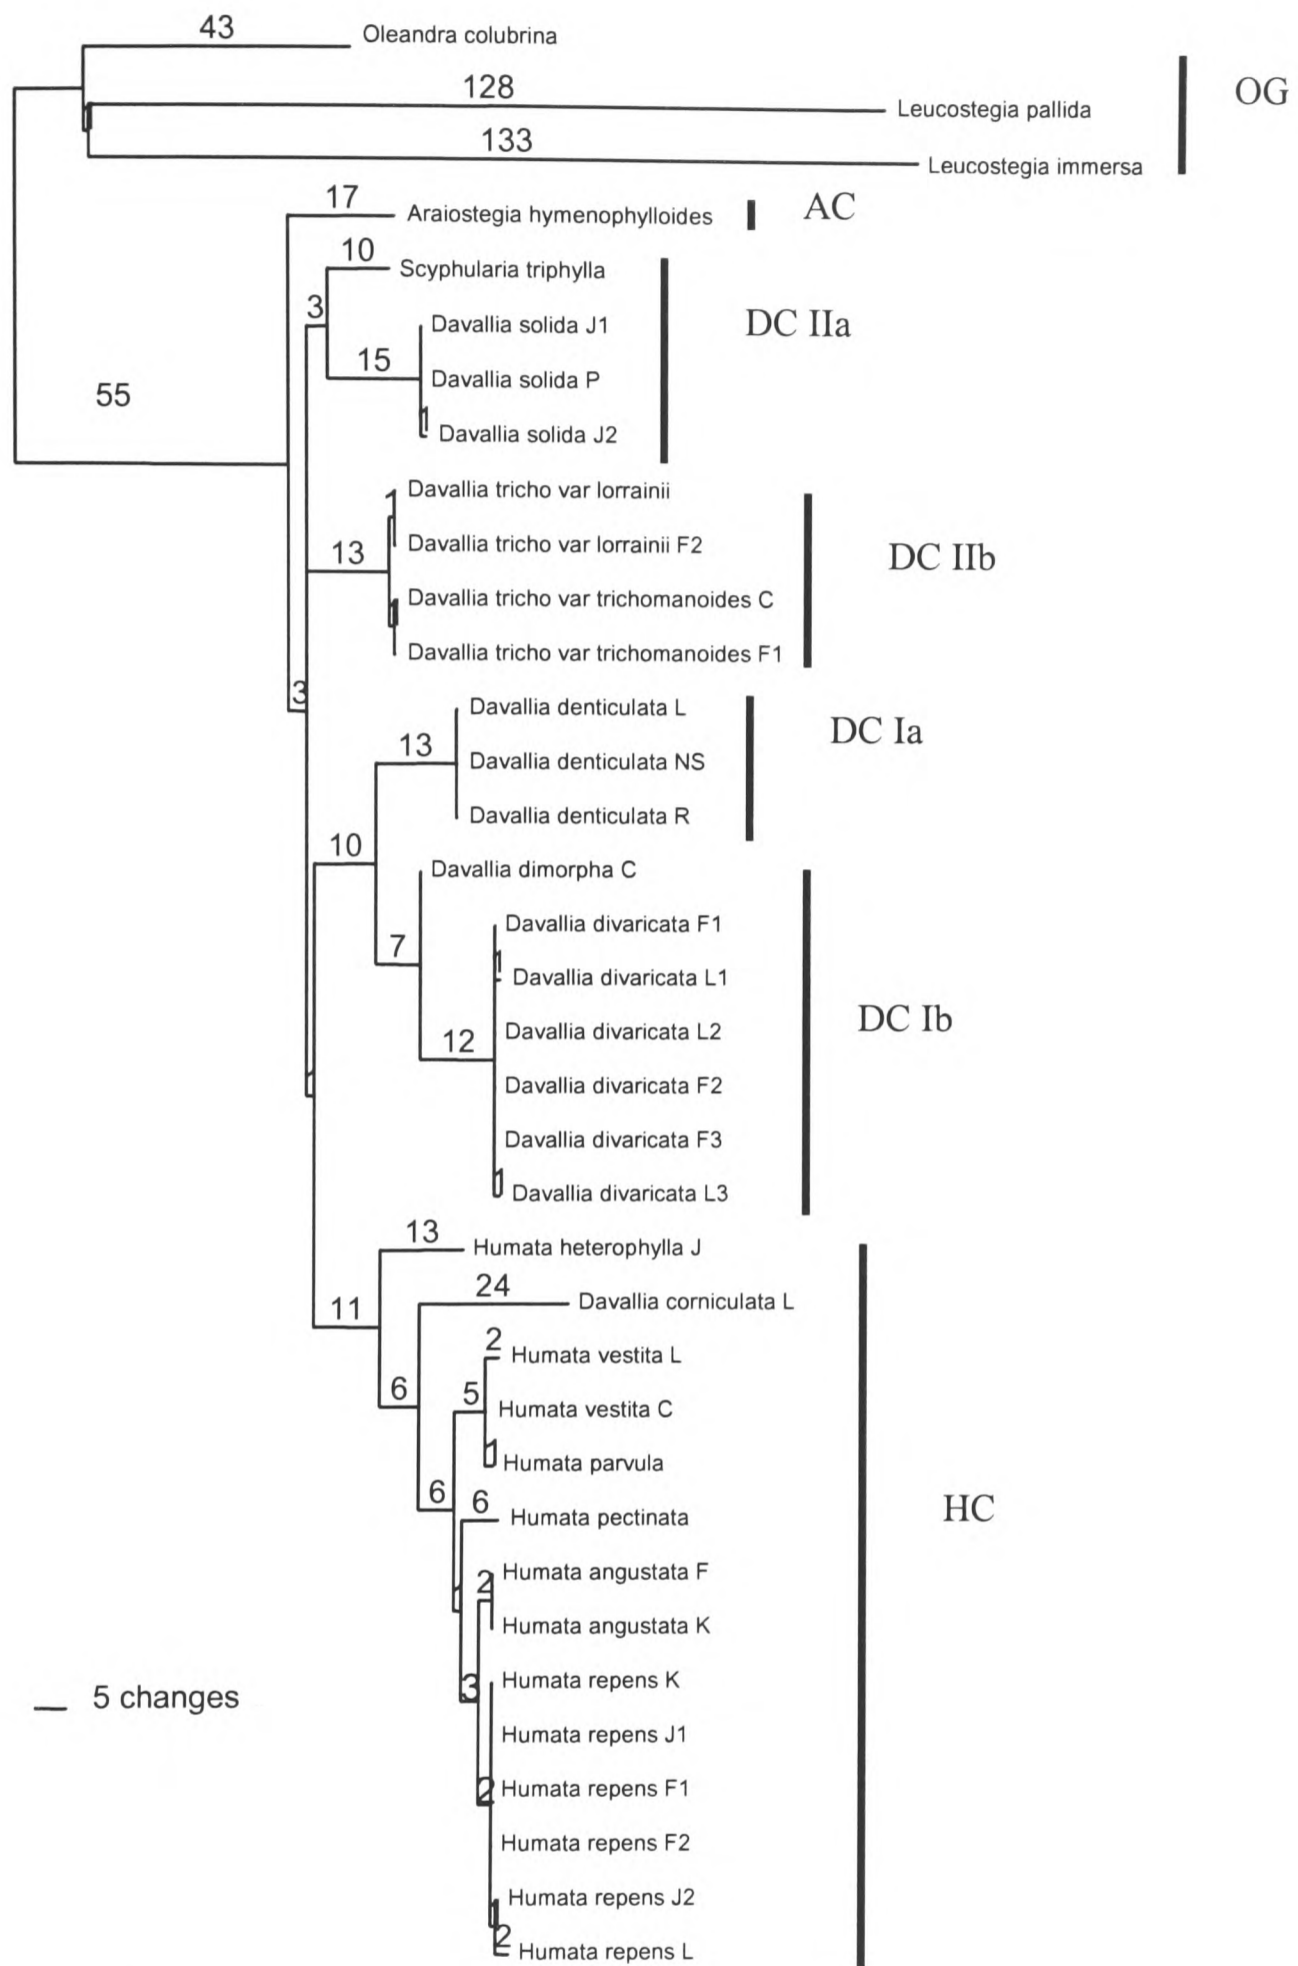 43
Oleandra colubrina
128
Leucostegia pallida
OG
133
Leucostegia immersa
17
Araiostegia hymenophylloides
AC
10
Scyphularia triphylla
3
Davallia solida J1
DC IIa
15
Davallia solida P
55
1
Davallia solida J2
1
Davallia tricho var lorrainii
13
Davallia tricho var lorrainii F2
DC IIb
1
Davallia tricho var trichomanoides C
Davallia tricho var trichomanoides F1
3
Davallia denticulata L
DC Ia
13
Davallia denticulata NS
Davallia denticulata R
10
Davallia dimorpha C
7
Davallia divaricata F1
1
Davallia divaricata L1
12
Davallia divaricata L2
DC Ib
Davallia divaricata F2
Davallia divaricata F3
1
Davallia divaricata L3
13
Humata heterophylla J
11
24
Davallia corniculata L
2
Humata vestita L
6
5
Humata vestita C
1
Humata parvula
6
6
Humata pectinata
HC
2
Humata angustata F
Humata angustata K
3
Humata repens K
5 changes
Humata repens J1
2
Humata repens F1
Humata repens F2
1
Humata repens J2
2
Humata repens L